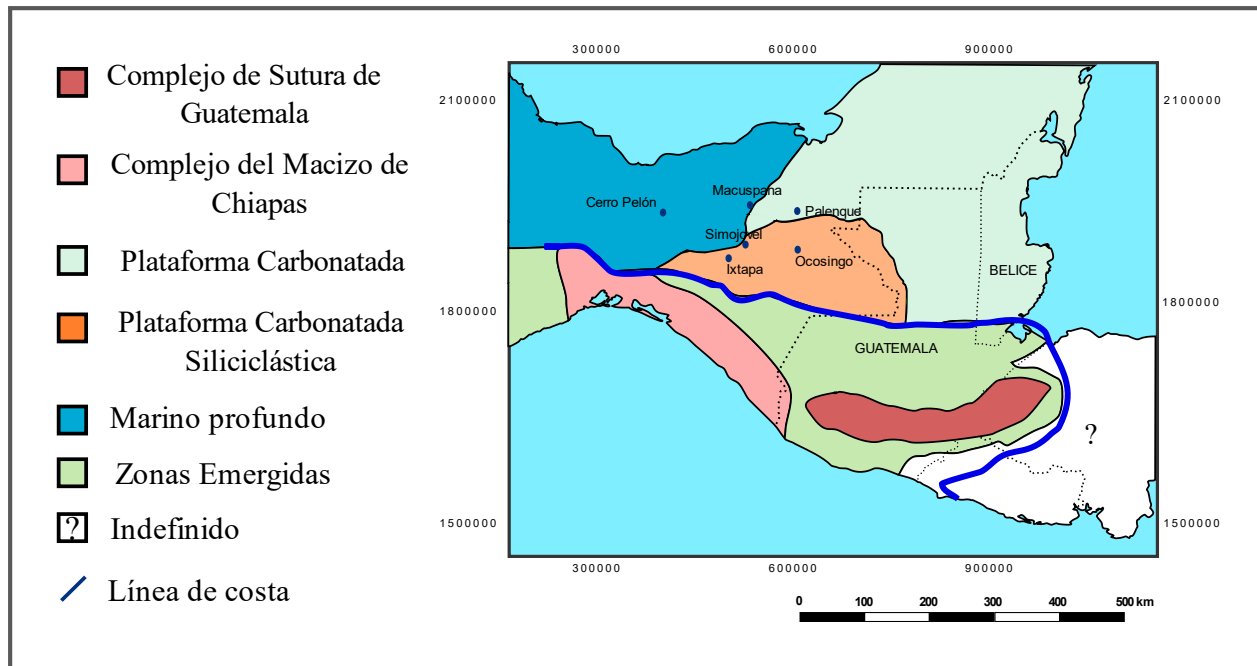 Complejo de Sutura de
Guatemala
Complejo del Macizo de
Chiapas
Plataforma Carbonatada
Plataforma Carbonatada
Siliciclástica
Marino profundo
Zonas Emergidas
? Indefinido
Línea de costa
300000 600000 900000
2100000 2100000
Macuspana
Cerro Pelón
Palenque
Simojovel
Ixtapa
Ocosingo
BELICE
1800000 1800000
GUATEMALA
?
1500000 1500000
300000 600000 900000
0 100 200 300 400 500 km